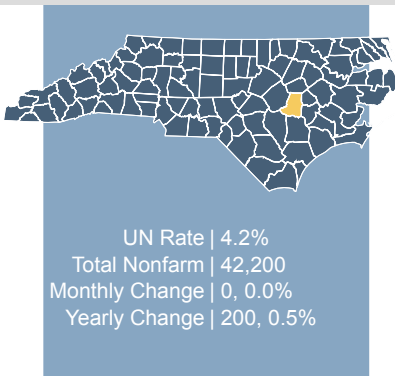 UN Rate | 4.2%
Total Nonfarm | 42,200
Monthly Change | 0, 0.0%
Yearly Change | 200, 0.5%